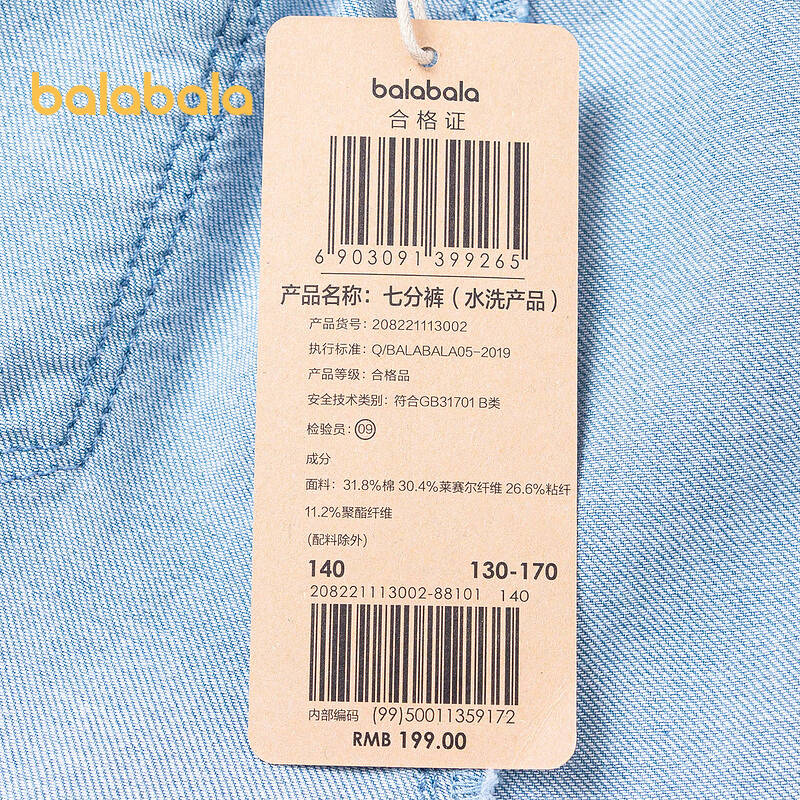 balabala
balabala
合格证
6 903091 399265
产品名称：七分裤（水洗产品）
产品货号：208221113002
执行标准：Q/BALABALA05-2019
产品等级：合格品
安全技术类别：符合GB31701 B类
检验员：09
成分
面料：31.8%棉 30.4%莱赛尔纤维 26.6%粘纤
11.2%聚酯纤维
(配料除外)
140 130-170
208221113002-88101 140
内部编码 (99)50011359172
RMB 199.00